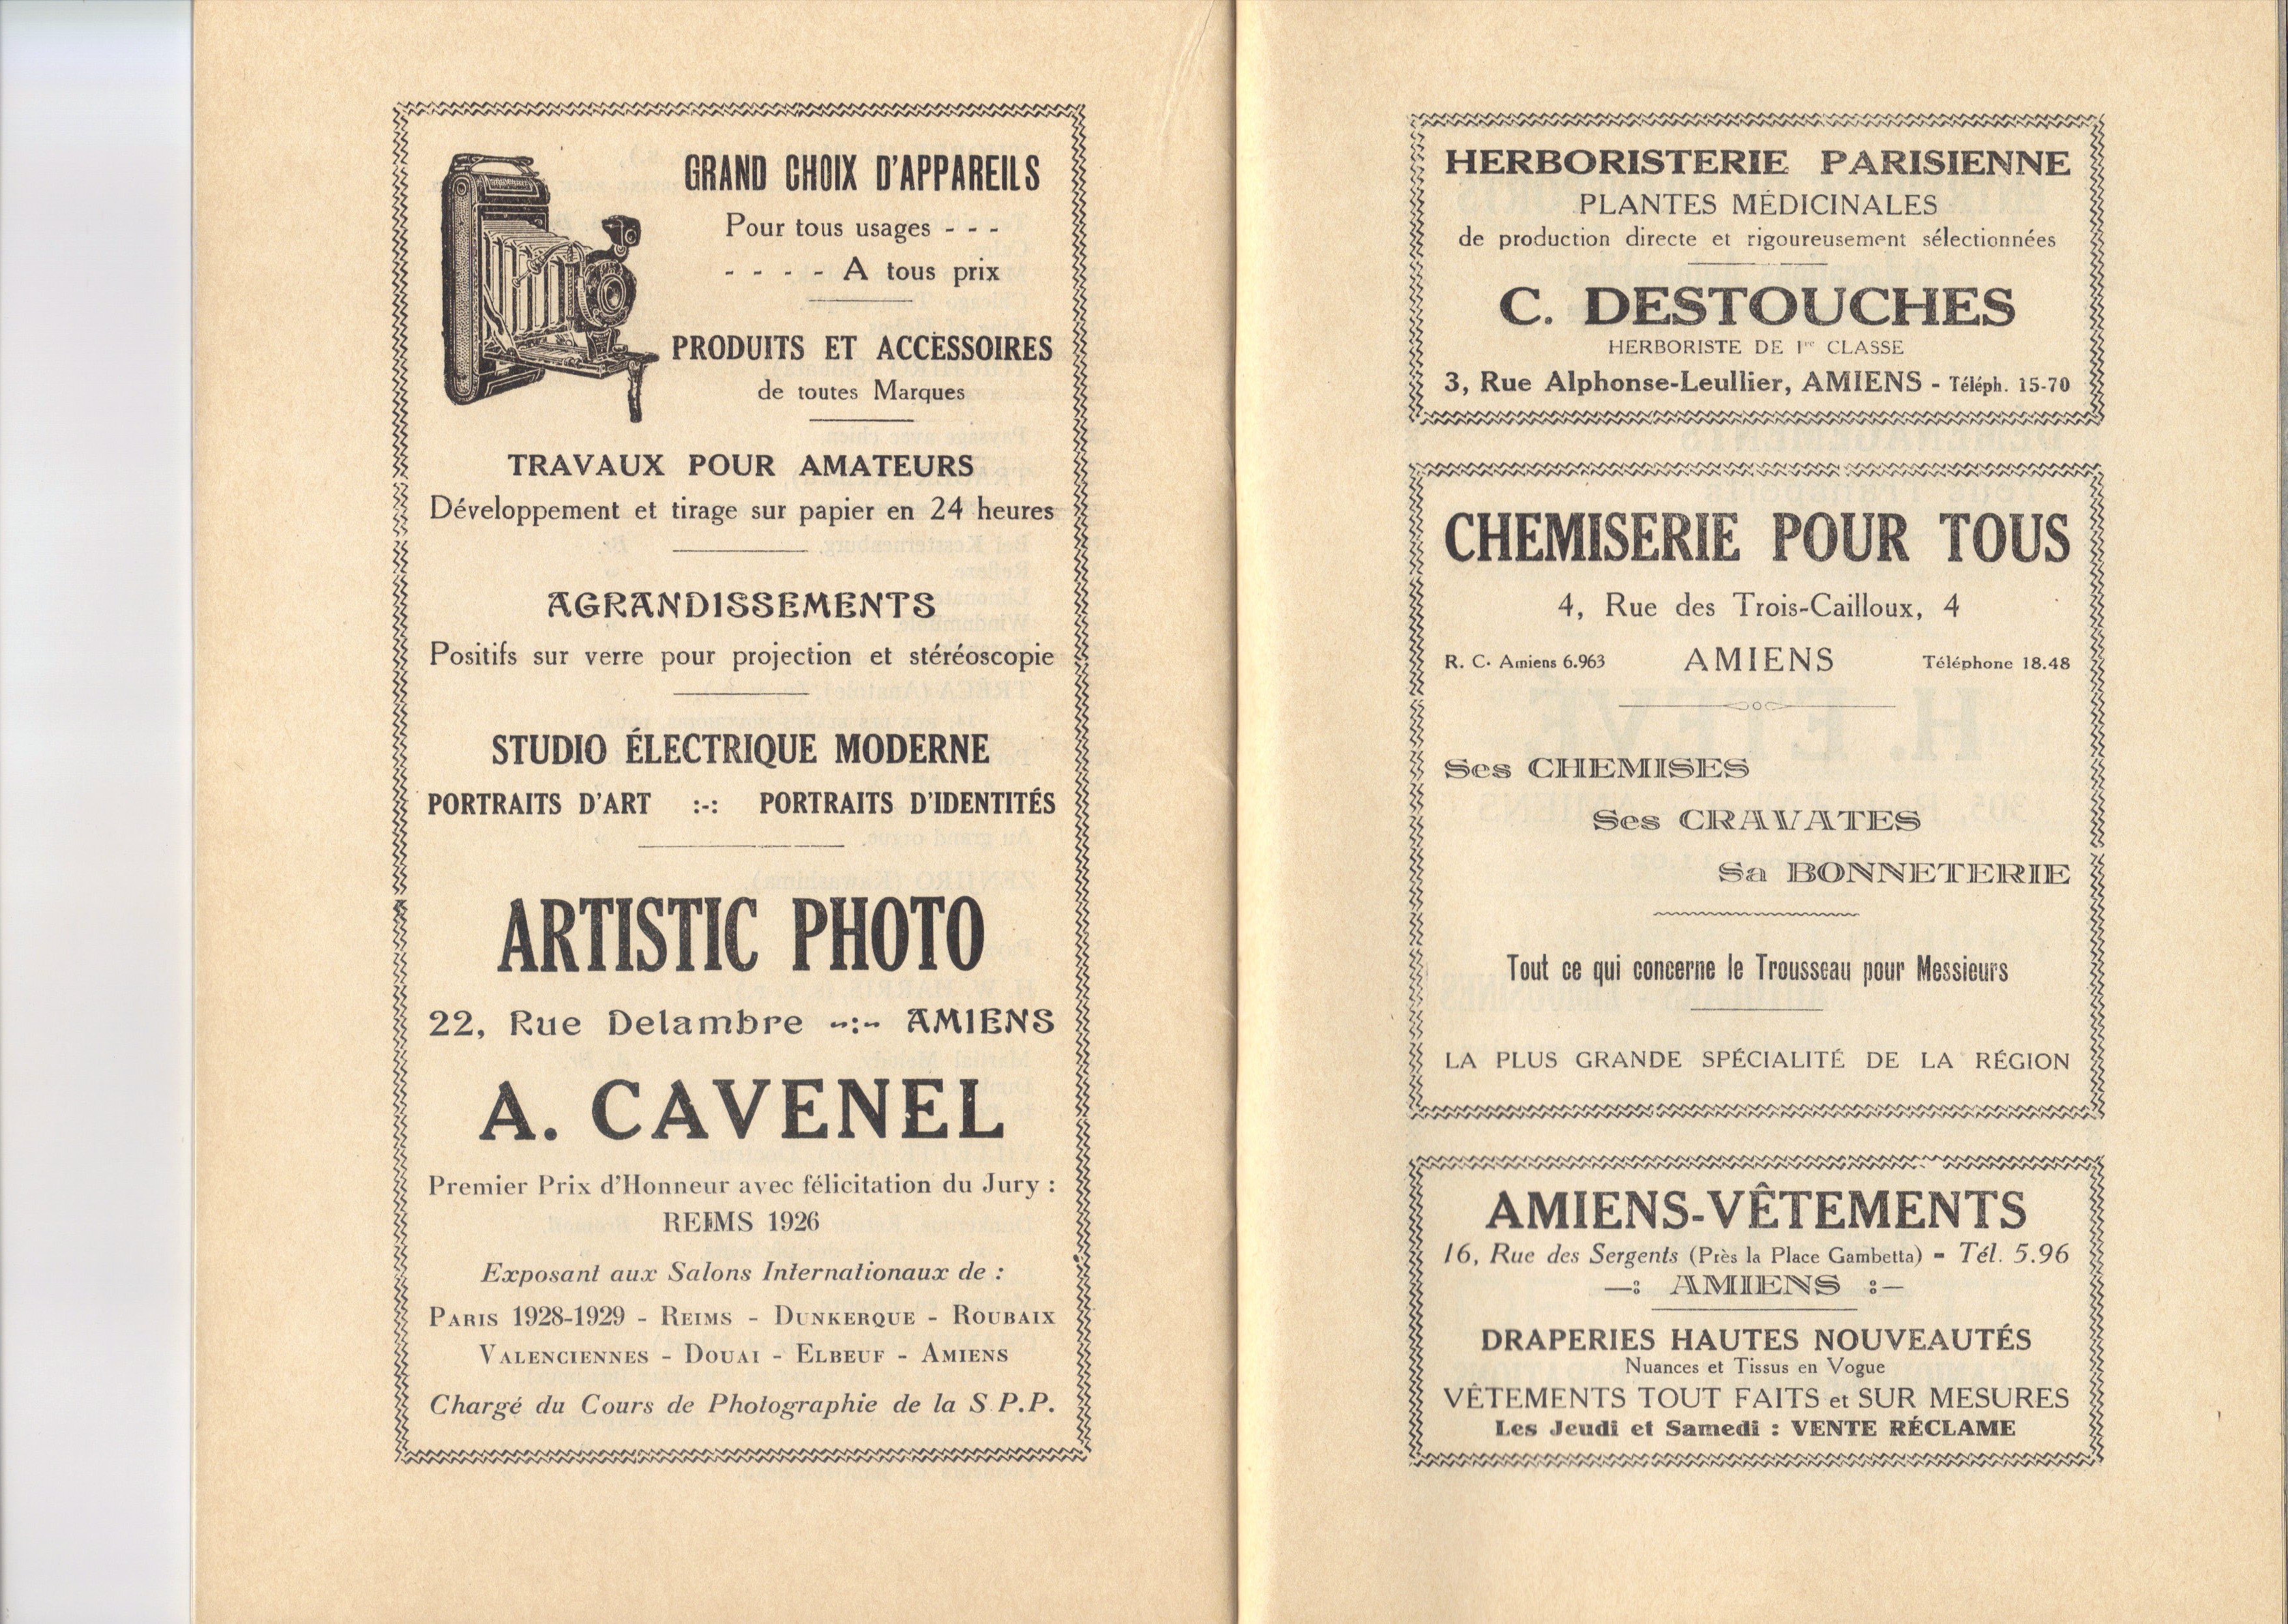 GRAND CHOIX D'APPAREILS
Pour tous usages - - -
- - - - A tous prix
PRODUITS ET ACCESSOIRES
de toutes Marques
TRAVAUX POUR AMATEURS
Développement et tirage sur papier en 24 heures
AGRANDISSEMENTS
Positifs sur verre pour projection et stéréoscopie
STUDIO ÉLECTRIQUE MODERNE
PORTRAITS D'ART :-: PORTRAITS D'IDENTITÉS
ARTISTIC PHOTO
22, Rue Delambre -:- AMIENS
A. CAVENEL
Premier Prix d'Honneur avec félicitation du Jury :
REIMS 1926
Exposant aux Salons Internationaux de :
PARIS 1928-1929 - REIMS - DUNKERQUE - ROUBAIX
VALENCIENNES - DOUAI - ELBEUF - AMIENS
Chargé du Cours de Photographie de la S.P.P.
HERBORISTERIE PARISIENNE
PLANTES MÉDICINALES
de production directe et rigoureusement sélectionnées
C. DESTOUCHES
HERBORISTE DE 1re CLASSE
3, Rue Alphonse-Leullier, AMIENS - Téléph. 15-70
CHEMISERIE POUR TOUS
4, Rue des Trois-Cailloux, 4
R. C. Amiens 6.963 AMIENS Téléphone 18.48
Ses CHEMISES
Ses CRAVATES
Sa BONNETERIE
Tout ce qui concerne le Trousseau pour Messieurs
LA PLUS GRANDE SPÉCIALITÉ DE LA RÉGION
AMIENS-VÊTEMENTS
16, Rue des Sergents (Près la Place Gambetta) - Tél. 5.96
—: AMIENS :—
DRAPERIES HAUTES NOUVEAUTÉS
Nuances et Tissus en Vogue
VÊTEMENTS TOUT FAITS et SUR MESURES
Les Jeudi et Samedi : VENTE RÉCLAME